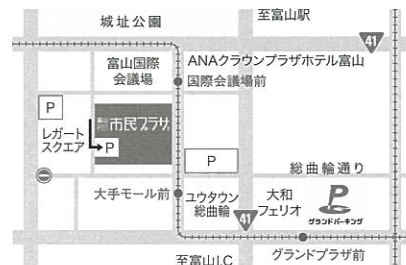 城址公園
至富山駅
41
富山国際
会議場
ANAクラウンプラザホテル富山
国際会議場前
P
市民プラザ
レガート
スクエア
P
P
総曲輪通り
大手モール前
ユウタウン
総曲輪
大和
フェリオ
グランドパーキング
41
至富山I.C
グランドプラザ前